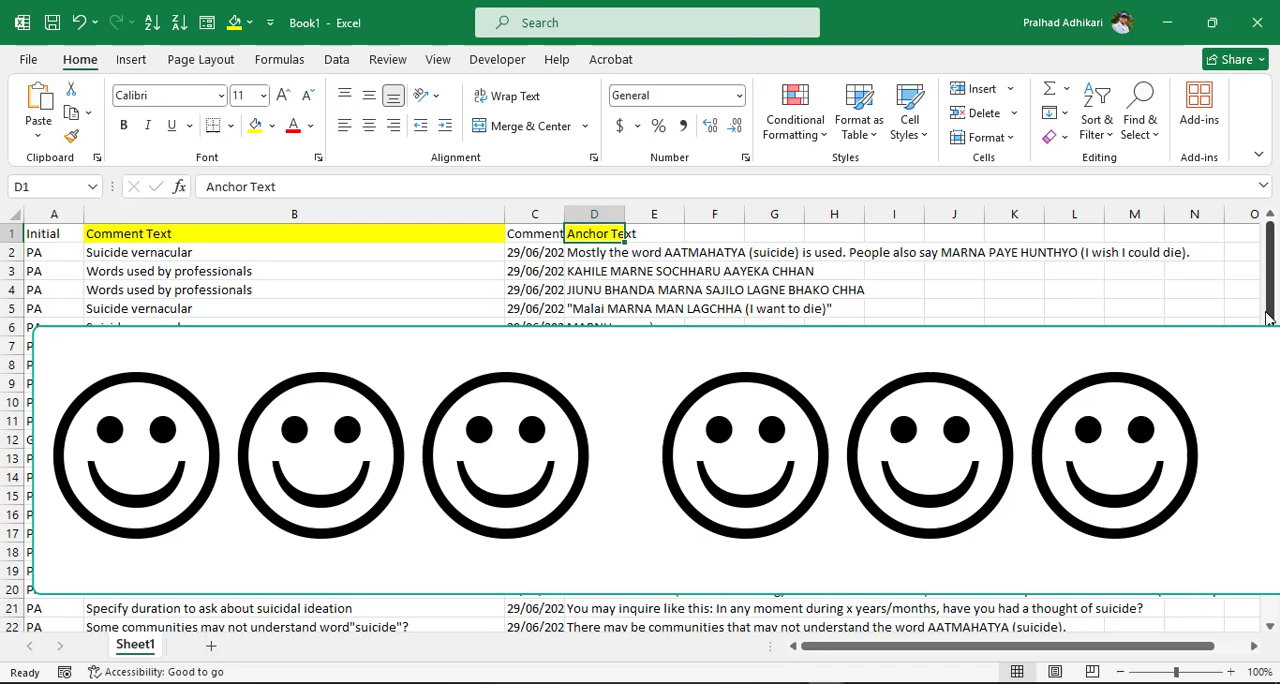 Book1 - Excel
Search
Pralhad Adhikari
File Home Insert Page Layout Formulas Data Review View Developer Help Acrobat
Share
Paste
Calibri 11
Wrap Text
General
Conditional Formatting
Format as Table
Cell Styles
Insert
Delete
Format
Sort & Filter
Find & Select
Add-ins
B I U
Merge & Center
$ % 9
Clipboard Font Alignment Number Styles Cells Editing Add-ins
D1 fx Anchor Text
A B C D E F G H I J K L M N O
1 Initial Comment Text Comment Anchor Text
2 PA Suicide vernacular 29/06/202 Mostly the word AATMAHATYA (suicide) is used. People also say MARNA PAYE HUNTHYO (I wish I could die).
3 PA Words used by professionals 29/06/202 KAHILE MARNE SOCHHARU AAYEKA CHHAN
4 PA Words used by professionals 29/06/202 JIUNU BHANDA MARNA SAJILO LAGNE BHAKO CHHA
5 PA Suicide vernacular 29/06/202 "Malai MARNA MAN LAGCHHA (I want to die)"
6
7
8
9
10
11
12
13
14
15
16
17
18
19
20
21 PA Specify duration to ask about suicidal ideation 29/06/202 You may inquire like this: In any moment during x years/months, have you had a thought of suicide?
22 PA Some communities may not understand word"suicide"? 29/06/202 There may be communities that may not understand the word AATMAHATYA (suicide).
Sheet1
Ready Accessibility: Good to go 100%